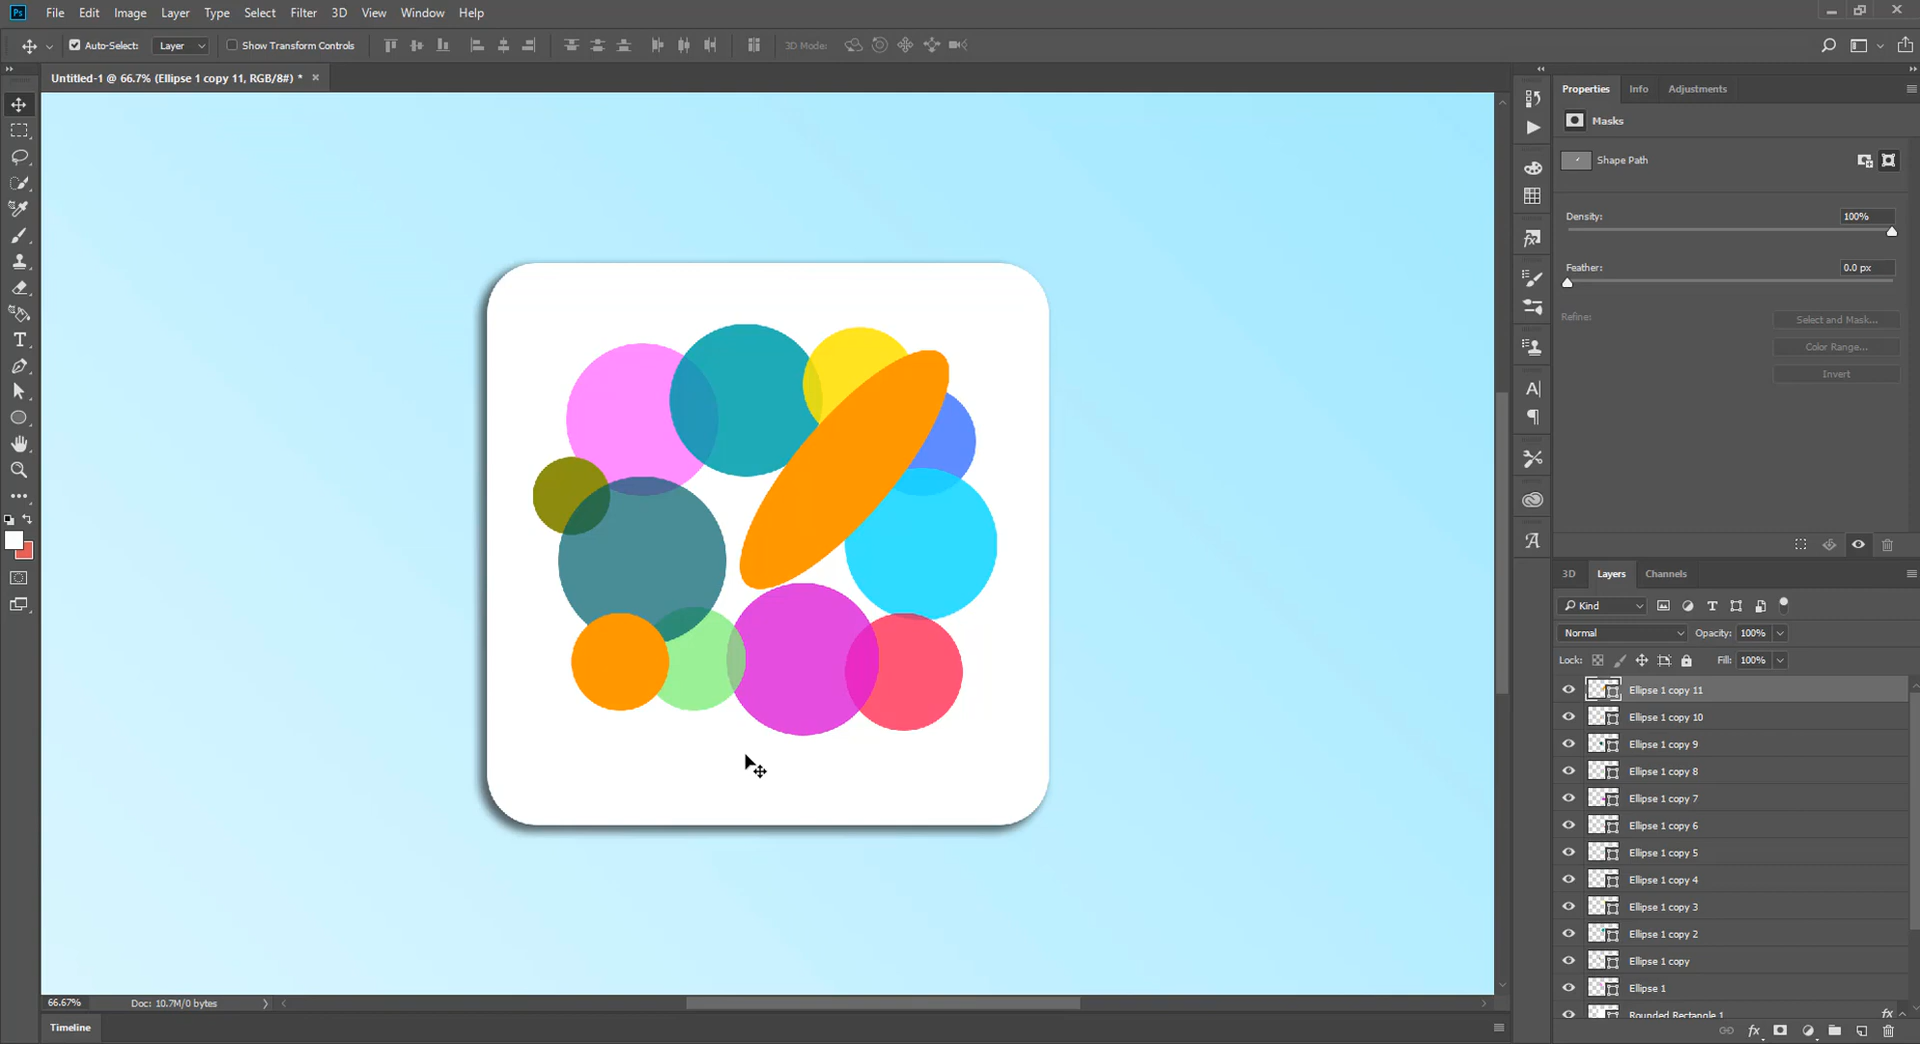 Ps File Edit Image Layer Type Select Filter 3D View Window Help
Auto-Select: Layer Show Transform Controls 3D Mode:
Untitled-1 @ 66.7% (Ellipse 1 copy 11, RGB/8#) *
Properties Info Adjustments
Masks
Shape Path
Density: 100%
Feather: 0.0 px
Refine: Select and Mask...
Color Range...
Invert
3D Layers Channels
Kind
Normal Opacity: 100%
Lock: Fill: 100%
Ellipse 1 copy 11
Ellipse 1 copy 10
Ellipse 1 copy 9
Ellipse 1 copy 8
Ellipse 1 copy 7
Ellipse 1 copy 6
Ellipse 1 copy 5
Ellipse 1 copy 4
Ellipse 1 copy 3
Ellipse 1 copy 2
Ellipse 1 copy
Ellipse 1
Rounded Rectangle 1 fx
66.67% Doc: 10.7M/0 bytes
Timeline